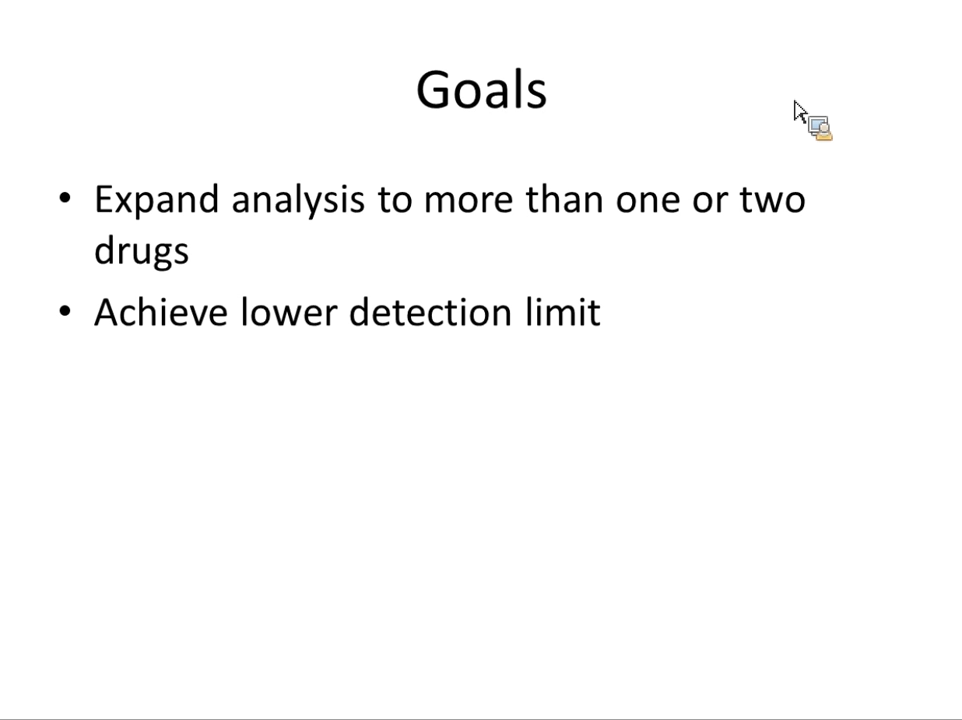 Goals
• Expand analysis to more than one or two
drugs
• Achieve lower detection limit